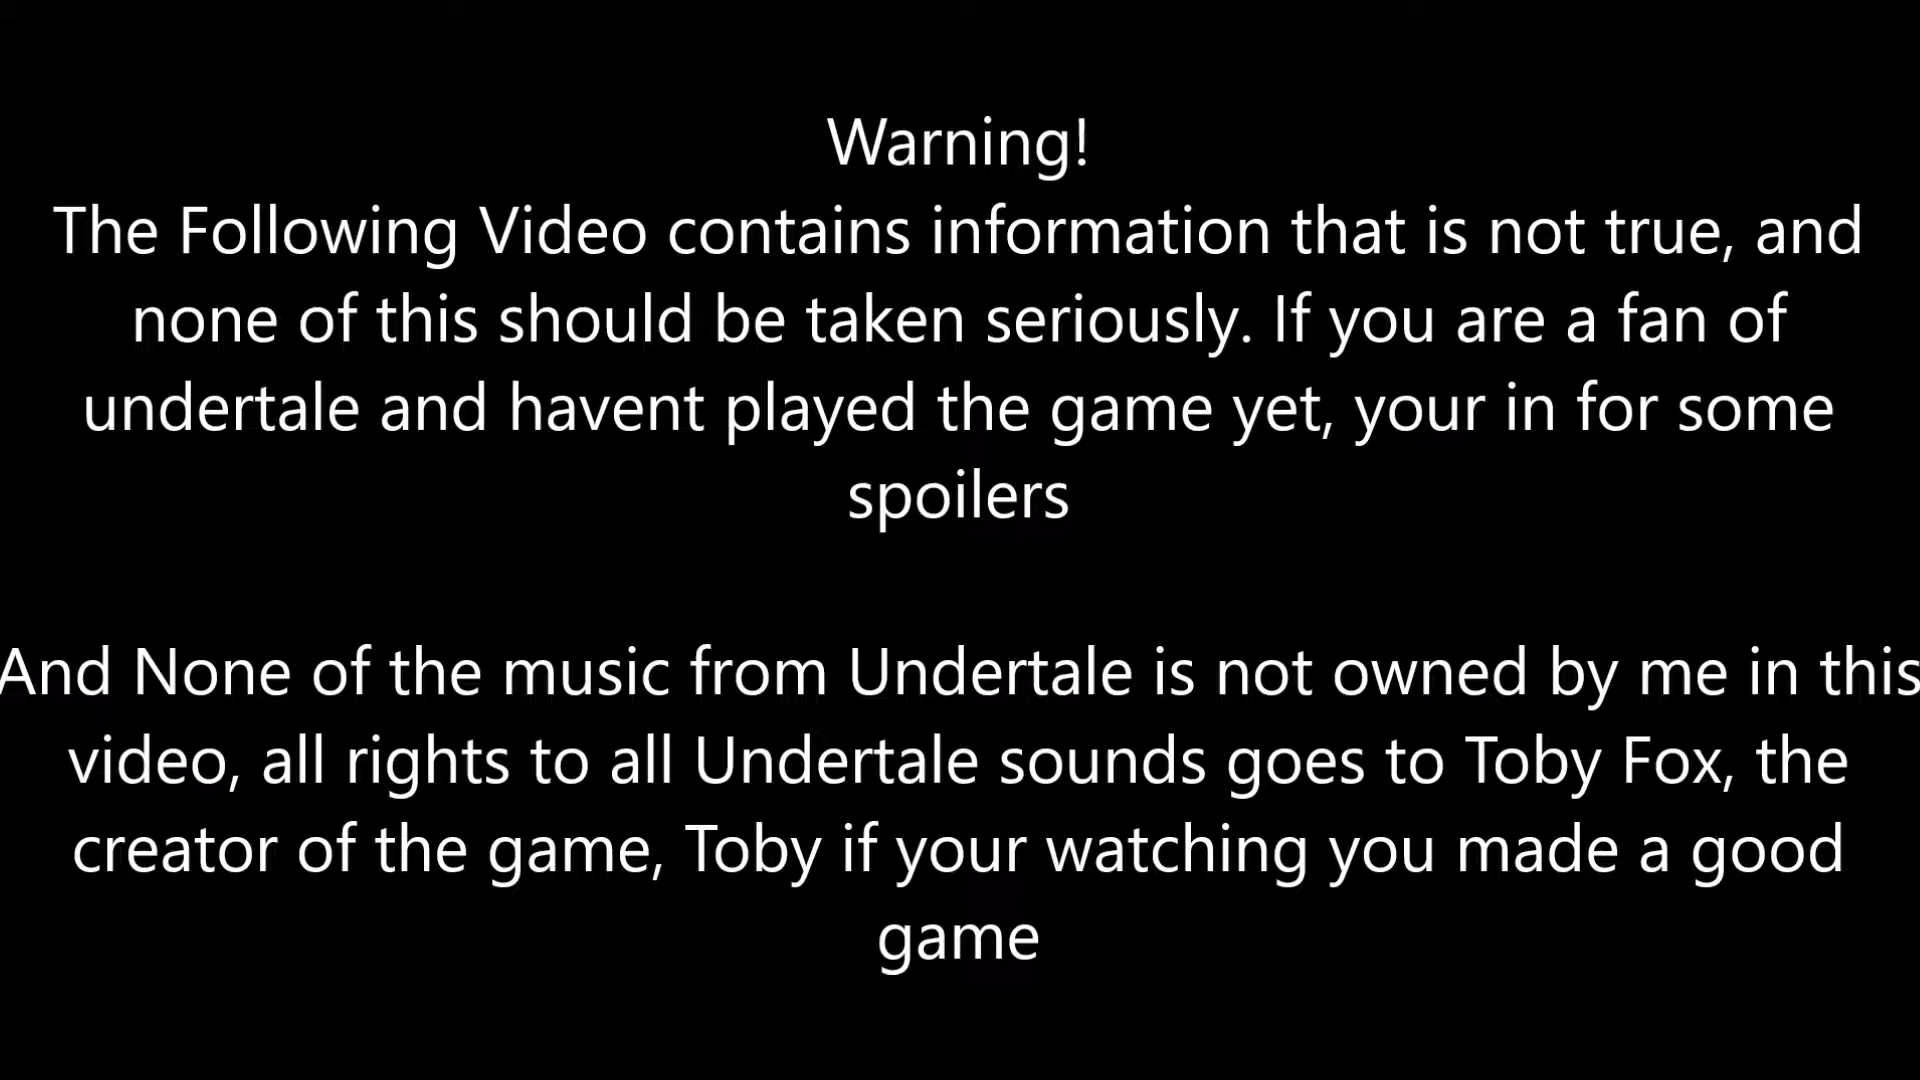 Warning!
The Following Video contains information that is not true, and
none of this should be taken seriously. If you are a fan of
undertale and havent played the game yet, your in for some
spoilers
And None of the music from Undertale is not owned by me in this
video, all rights to all Undertale sounds goes to Toby Fox, the
creator of the game, Toby if your watching you made a good
game